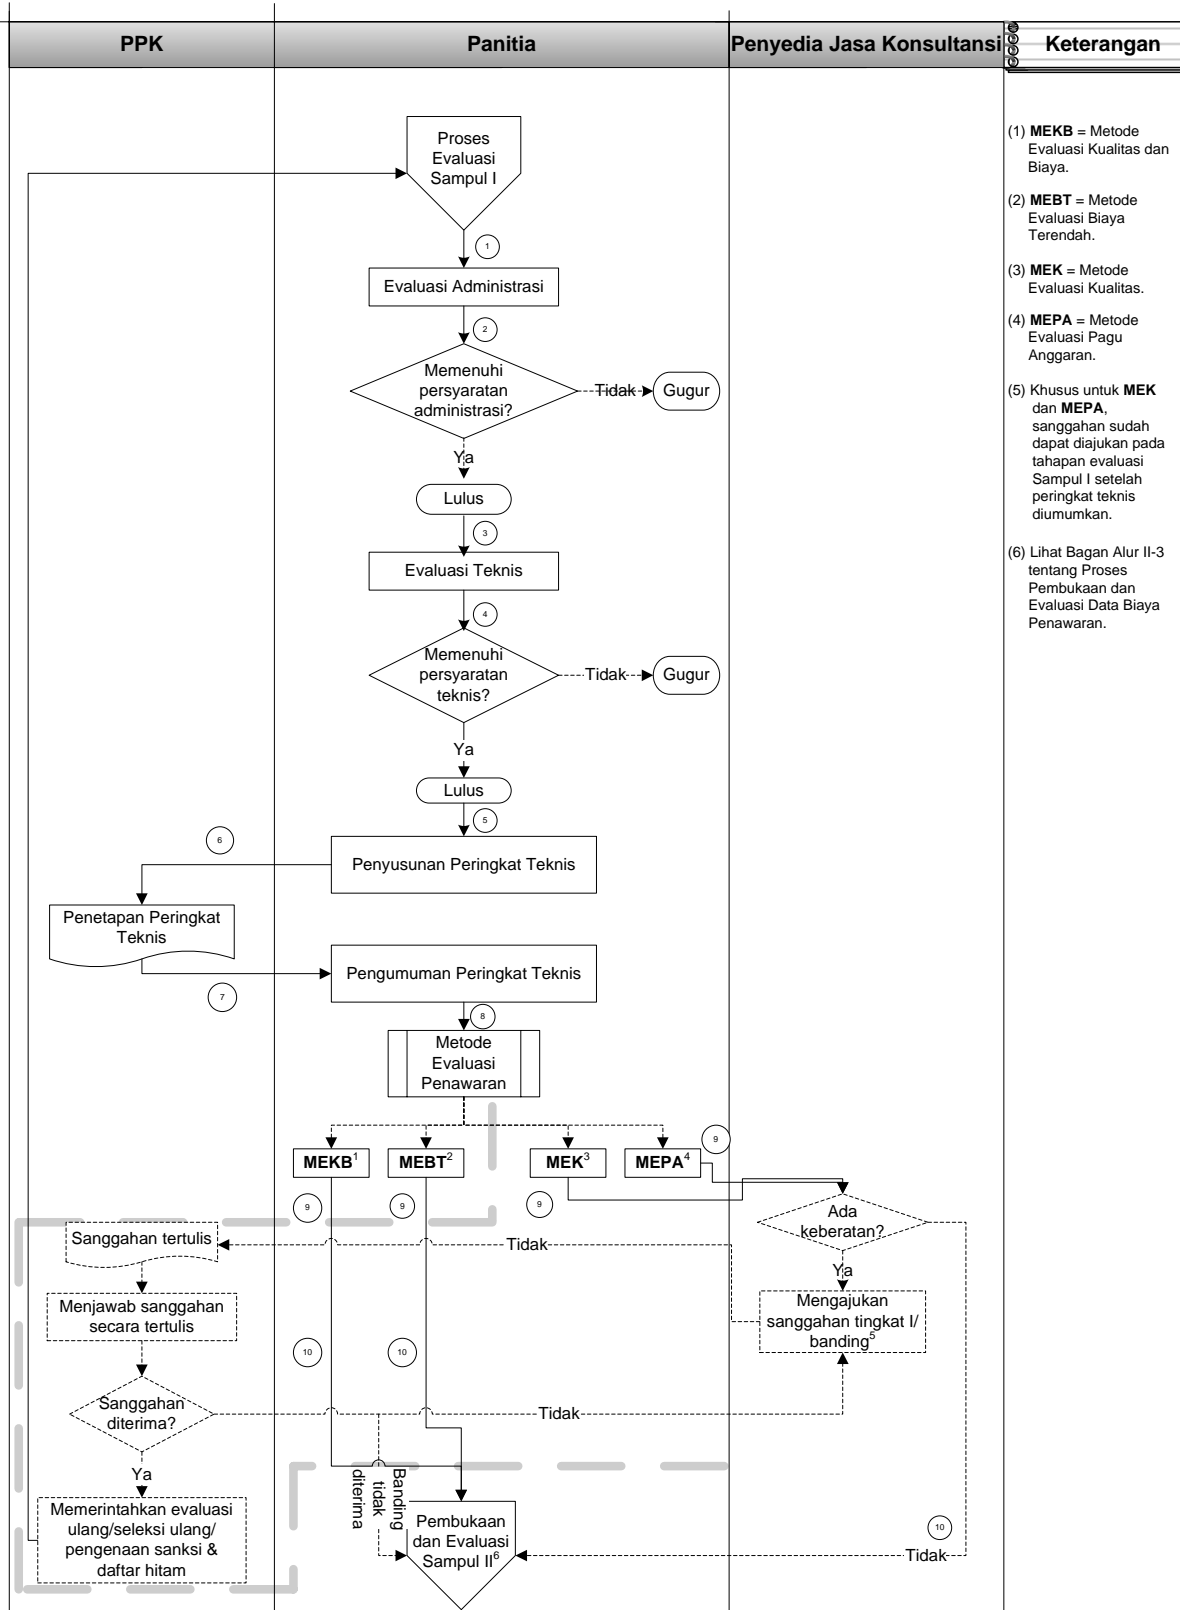 PPK
Panitia
Penyedia Jasa Konsultansi
Keterangan
Proses
Evaluasi
Sampul I
1
Evaluasi Administrasi
2
Memenuhi
persyaratan
administrasi?
Tidak
Gugur
Ya
Lulus
3
Evaluasi Teknis
4
Memenuhi
persyaratan
teknis?
Tidak
Gugur
Ya
Lulus
5
Penyusunan Peringkat Teknis
6
Penetapan Peringkat
Teknis
7
Pengumuman Peringkat Teknis
8
Metode
Evaluasi
Penawaran
MEKB1
MEBT2
MEK3
MEPA4
9
9
9
9
Ada
keberatan?
Ya
Tidak
Sanggahan tertulis
Mengajukan
sanggahan tingkat I/
banding5
Menjawab sanggahan
secara tertulis
10
10
Sanggahan
diterima?
Tidak
Ya
Banding
tidak
diterima
Memerintahkan evaluasi
ulang/seleksi ulang/
pengenaan sanksi &
daftar hitam
Pembukaan
dan Evaluasi
Sampul II6
10
Tidak
(1) MEKB = Metode
Evaluasi Kualitas dan
Biaya.
(2) MEBT = Metode
Evaluasi Biaya
Terendah.
(3) MEK = Metode
Evaluasi Kualitas.
(4) MEPA = Metode
Evaluasi Pagu
Anggaran.
(5) Khusus untuk MEK
dan MEPA,
sanggahan sudah
dapat diajukan pada
tahapan evaluasi
Sampul I setelah
peringkat teknis
diumumkan.
(6) Lihat Bagan Alur II-3
tentang Proses
Pembukaan dan
Evaluasi Data Biaya
Penawaran.